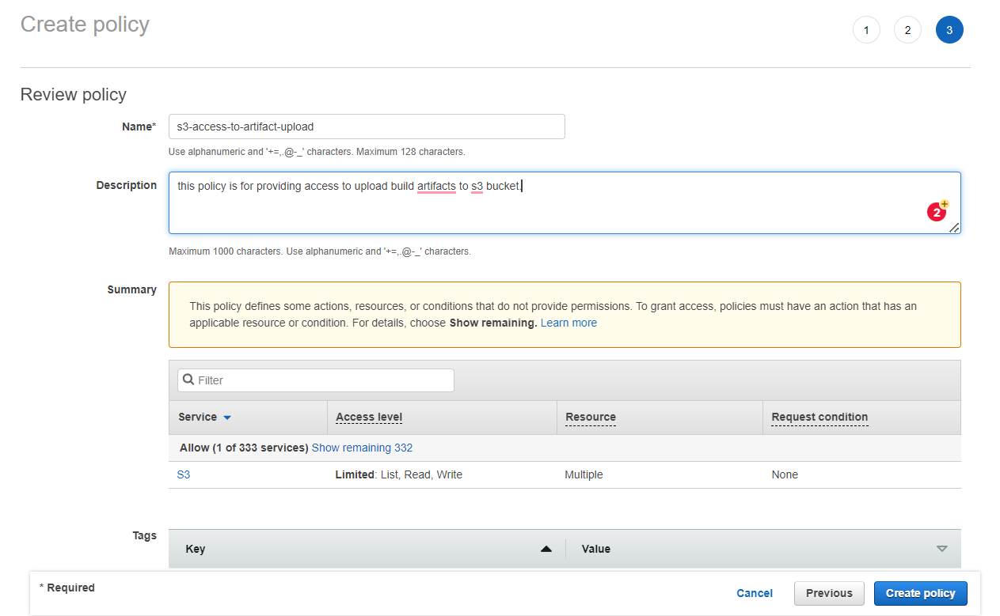 Create policy
1 2 3
Review policy
Name* s3-access-to-artifact-upload
Use alphanumeric and '+=,.@-_' characters. Maximum 128 characters.
Description this policy is for providing access to upload build artifacts to s3 bucket.
2+
Maximum 1000 characters. Use alphanumeric and '+=,.@-_' characters.
Summary
This policy defines some actions, resources, or conditions that do not provide permissions. To grant access, policies must have an action that has an
applicable resource or condition. For details, choose Show remaining. Learn more
Filter
Service Access level Resource Request condition
Allow (1 of 333 services) Show remaining 332
S3 Limited: List, Read, Write Multiple None
Tags Key Value
* Required Cancel Previous Create policy